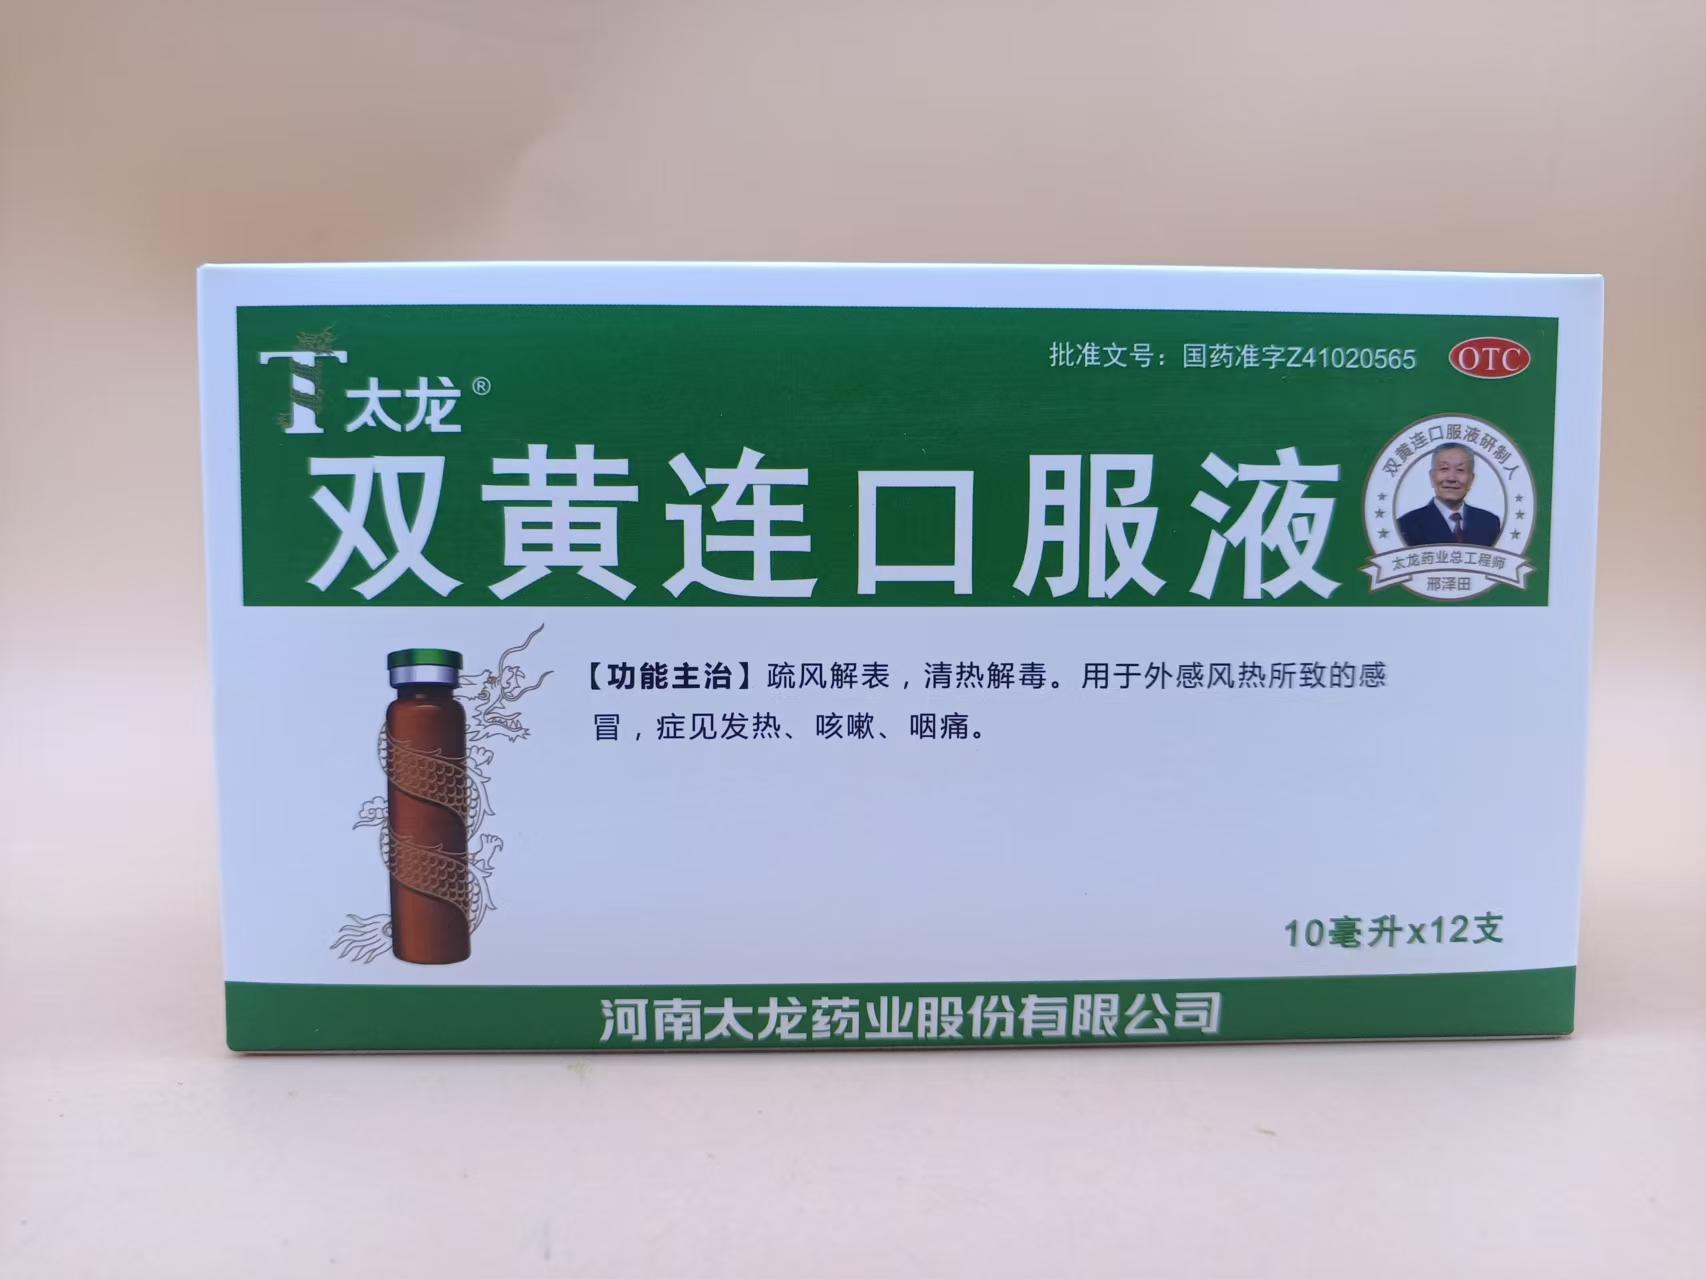 批准文号：国药准字Z41020565
OTC
T太龙®
双黄连口服液
双黄连口服液研制人
太龙药业总工程师
邢泽田
【功能主治】疏风解表，清热解毒。用于外感风热所致的感
冒，症见发热、咳嗽、咽痛。
10毫升x12支
河南太龙药业股份有限公司